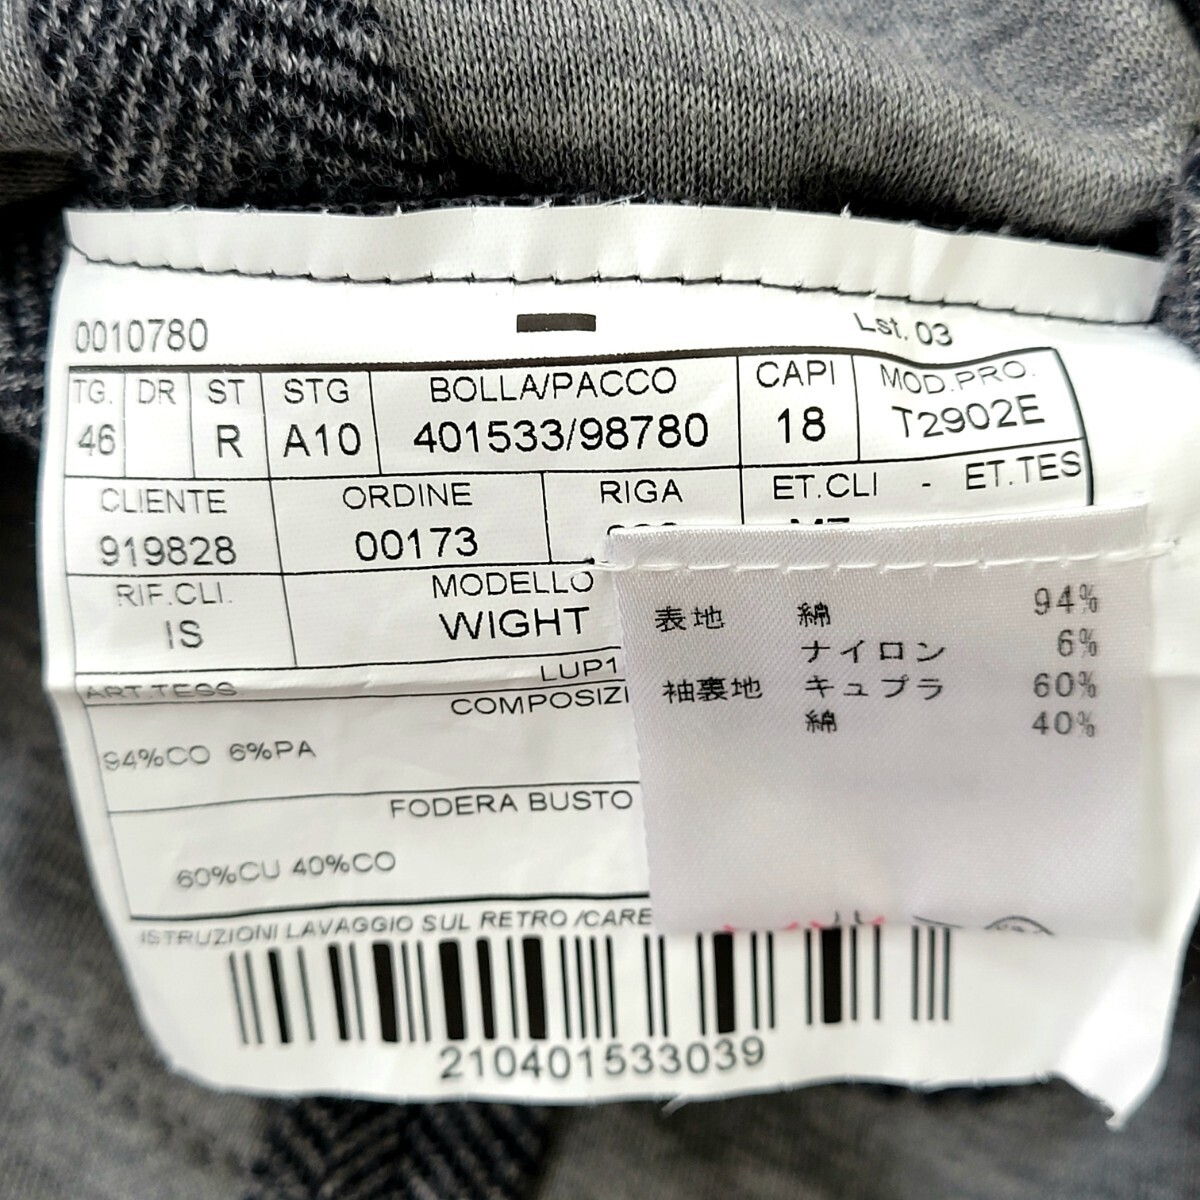 0010780
Lst. 03
TG. DR ST STG BOLLA/PACCO CAPI MOD.PRO.
46 R A10 401533/98780 18 T2902E
CLIENTE ORDINE RIGA ET.CLI - ET.TES
919828 00173
RIF.CLI. MODELLO
IS WIGHT
ART.TESS LUP1
COMPOSIZI
94%CO 6%PA
FODERA BUSTO
60%CU 40%CO
ISTRUZIONI LAVAGGIO SUL RETRO /CARE
210401533039
表地 綿 94%
ナイロン 6%
袖裏地 キュプラ 60%
綿 40%